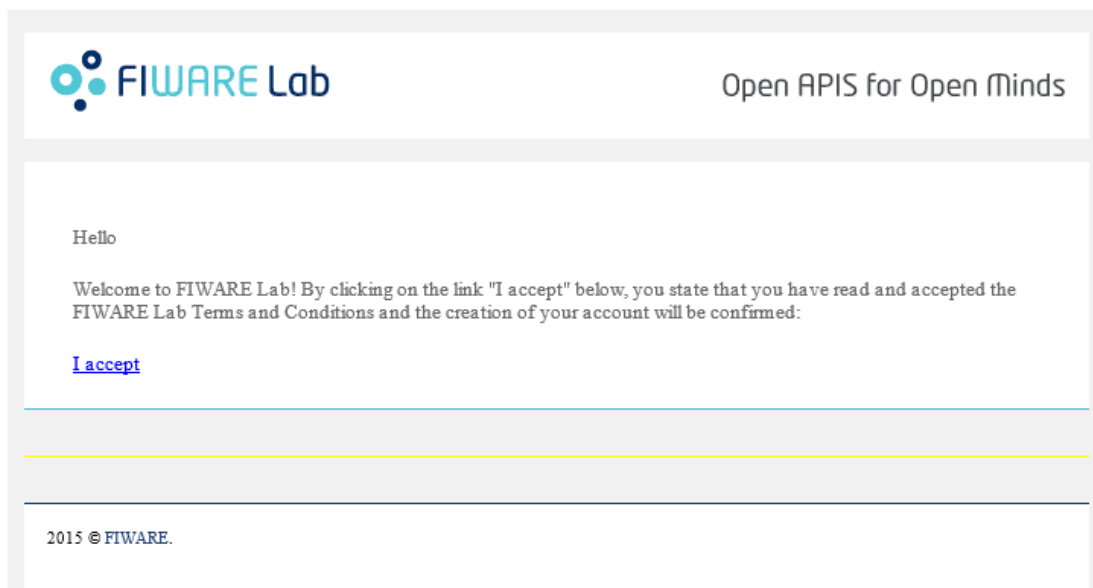 FIWARE Lab
Open APIS for Open Minds
Hello
Welcome to FIWARE Lab! By clicking on the link "I accept" below, you state that you have read and accepted the
FIWARE Lab Terms and Conditions and the creation of your account will be confirmed:
I accept
2015 © FIWARE.